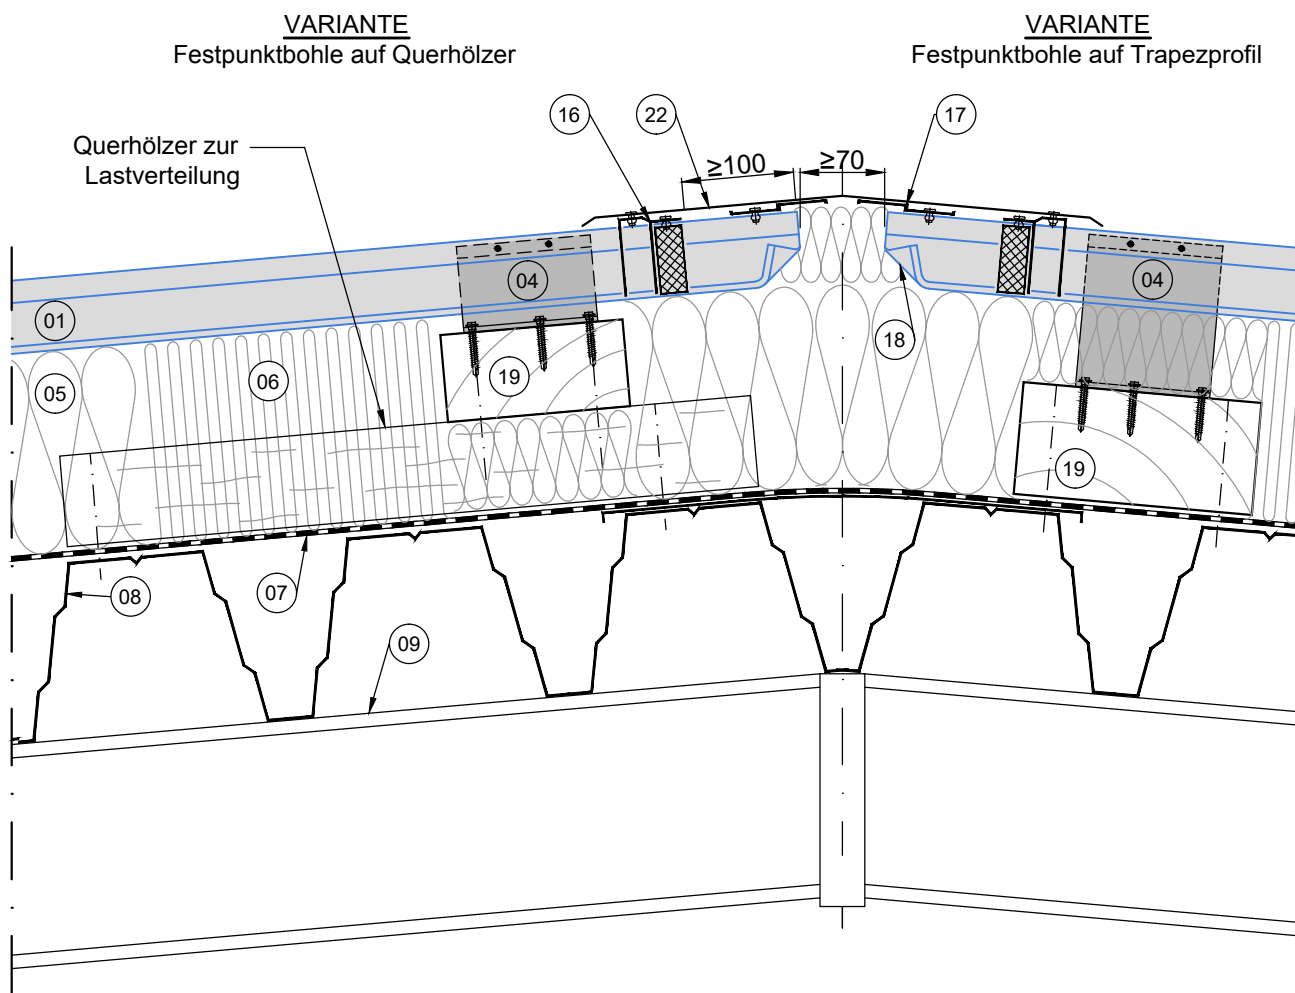 VARIANTE
Festpunktbohle auf Querhölzer
VARIANTE
Festpunktbohle auf Trapezprofil
16
22
17
Querhölzer zur
Lastverteilung
≥100
≥70
04
04
01
18
05
06
19
19
08
07
09